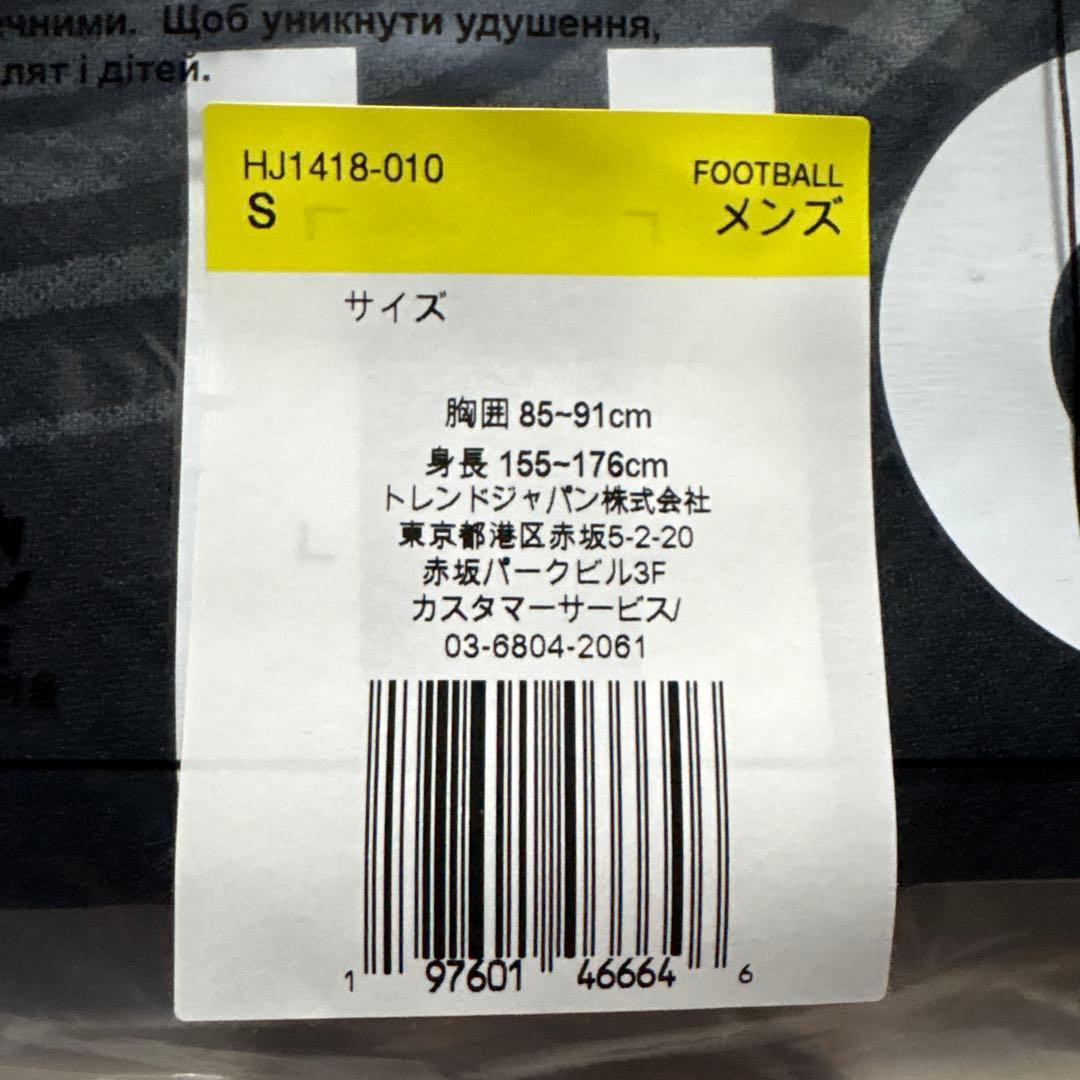 ечними. Щоб уникнути удушення,
лят і дітей.
HJ1418-010
FOOTBALL
S
メンズ
サイズ
胸囲 85~91cm
身長 155~176cm
トレンドジャパン株式会社
東京都港区赤坂5-2-20
赤坂パークビル3F
カスタマーサービス/
03-6804-2061
1 97601 46664 6